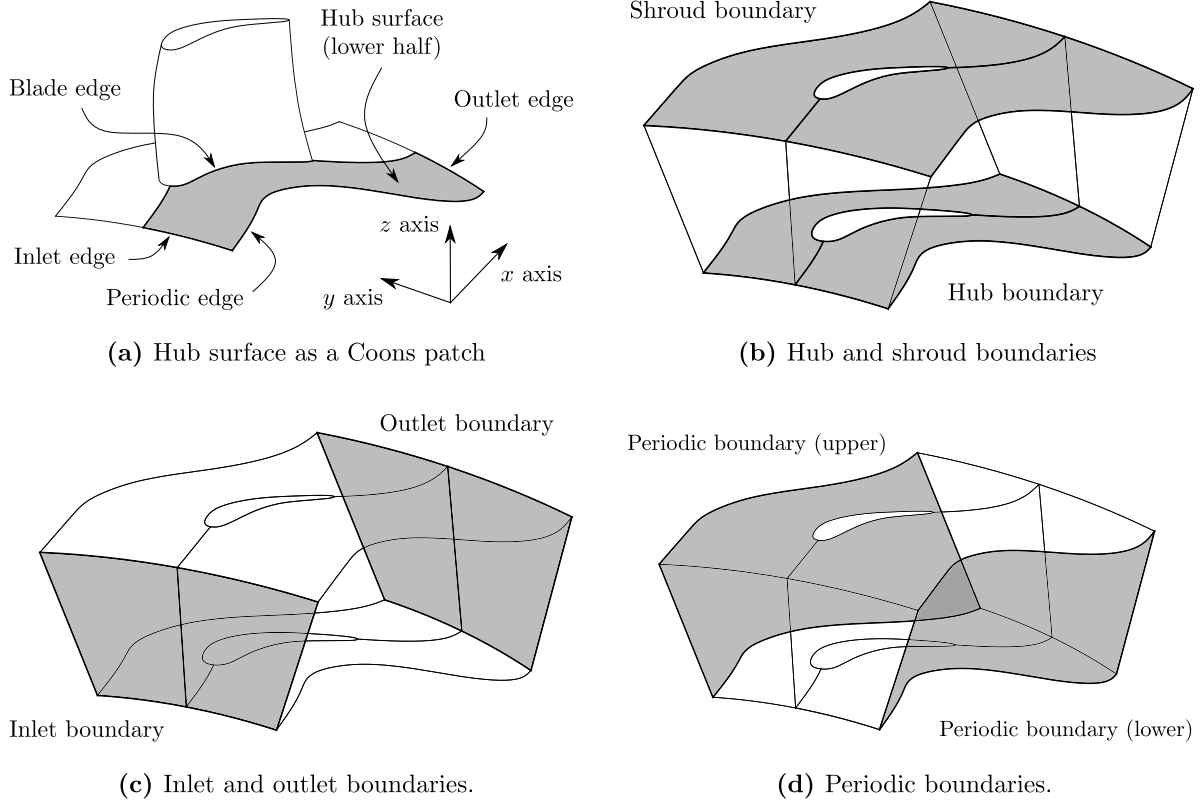 Hub surface
(lower half)
Blade edge
Outlet edge
Inlet edge
Periodic edge
z axis
x axis
y axis
(a) Hub surface as a Coons patch
Shroud boundary
Hub boundary
(b) Hub and shroud boundaries
Outlet boundary
Inlet boundary
(c) Inlet and outlet boundaries.
Periodic boundary (upper)
Periodic boundary (lower)
(d) Periodic boundaries.